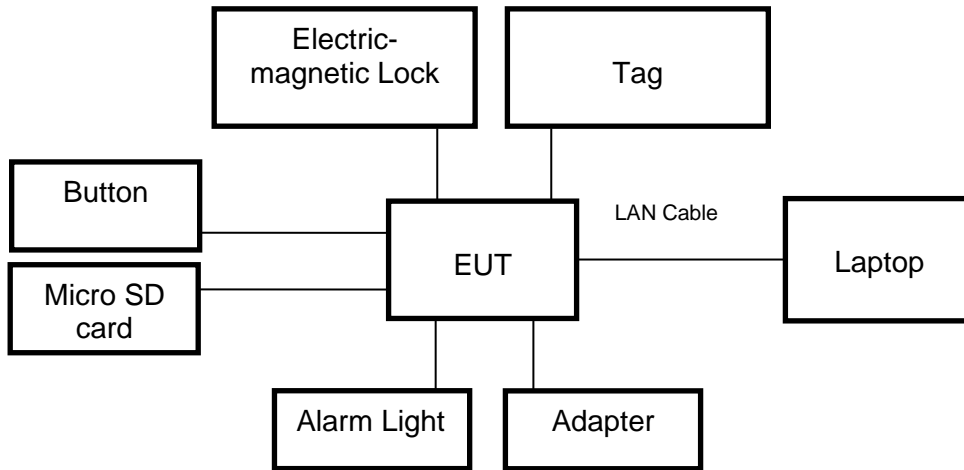 Electric-
magnetic Lock
Tag
Button
LAN Cable
EUT
Laptop
Micro SD
card
Alarm Light
Adapter